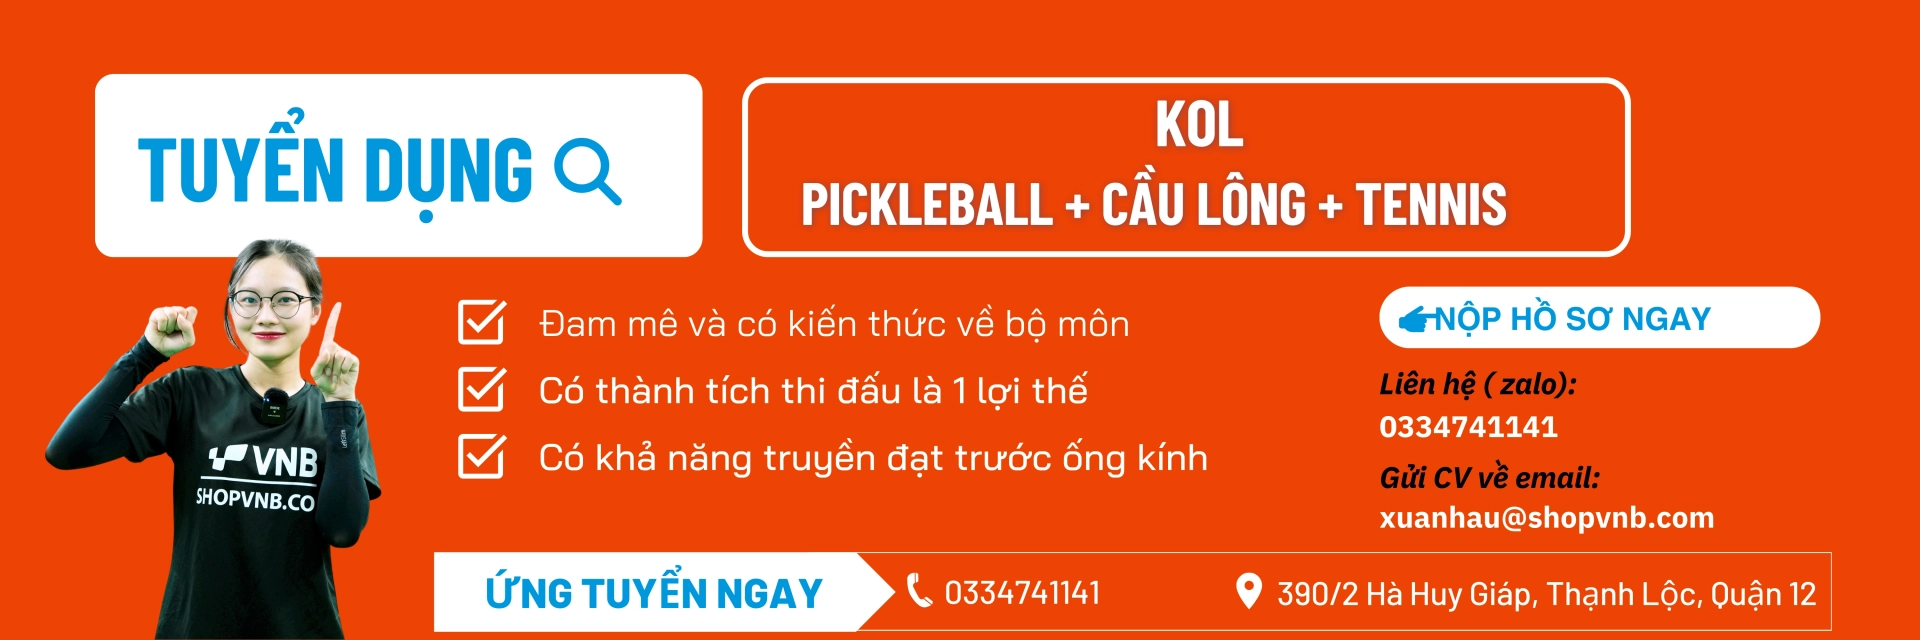 TUYỂN DỤNG
KOL
PICKLEBALL + CẦU LÔNG + TENNIS
Đam mê và có kiến thức về bộ môn
Có thành tích thi đấu là 1 lợi thế
Có khả năng truyền đạt trước ống kính
NỘP HỒ SƠ NGAY
Liên hệ ( zalo):
0334741141
Gửi CV về email:
xuanhau@shopvnb.com
VNB
SHOPVNB.CO
ỨNG TUYỂN NGAY
0334741141
390/2 Hà Huy Giáp, Thạnh Lộc, Quận 12